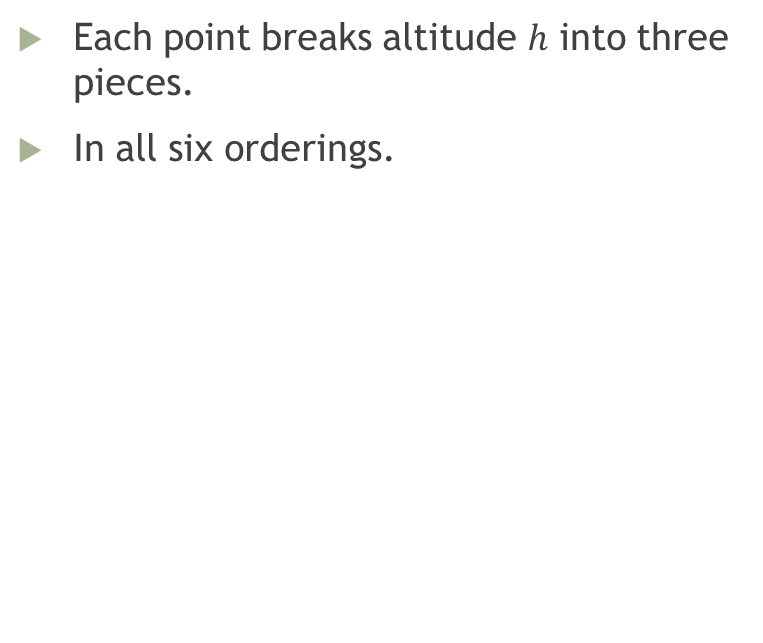 Each point breaks altitude h into three
pieces.
In all six orderings.